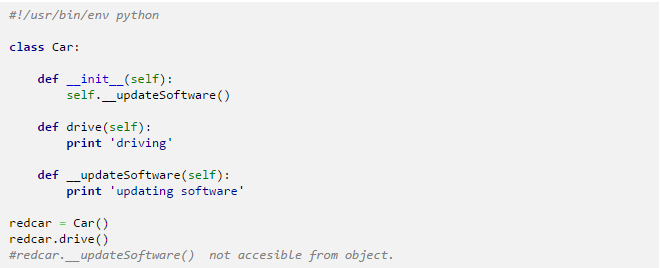 #!/usr/bin/env python
class Car:
def __init__(self):
self.__updateSoftware()
def drive(self):
print 'driving'
def __updateSoftware(self):
print 'updating software'
redcar = Car()
redcar.drive()
#redcar.__updateSoftware()  not accesible from object.